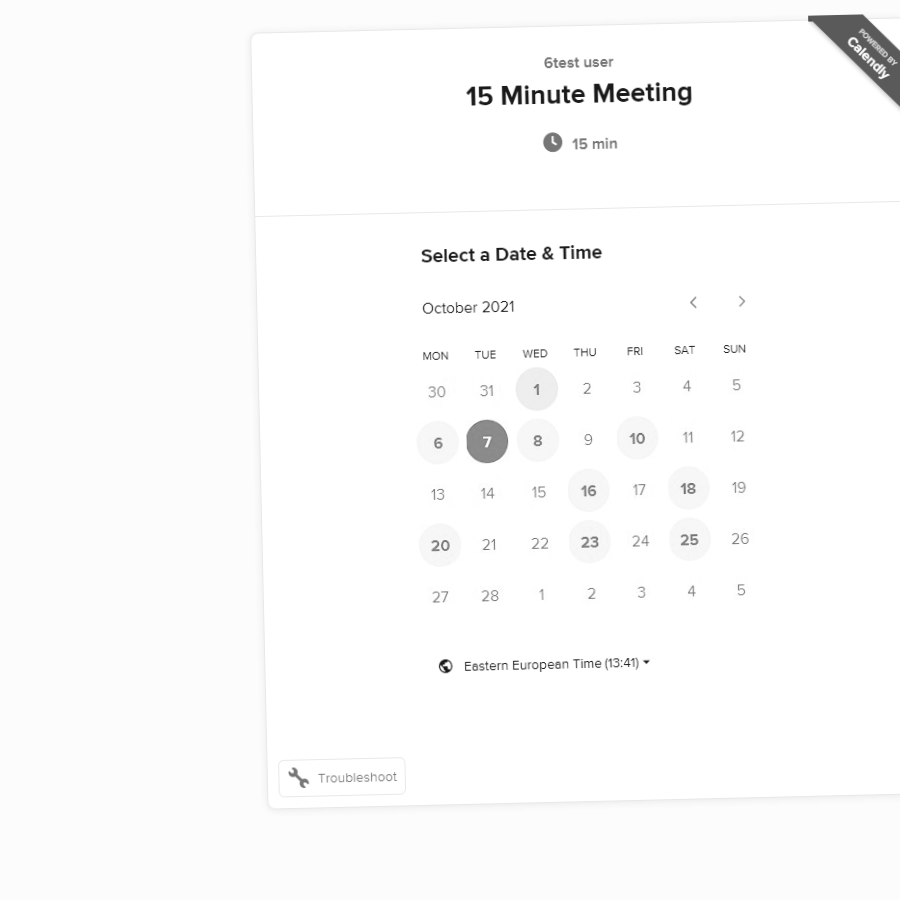 POWERED BY
Calendly
6test user
15 Minute Meeting
15 min
Select a Date & Time
October 2021
MON TUE WED THU FRI SAT SUN
30 31 1 2 3 4 5
6 7 8 9 10 11 12
13 14 15 16 17 18 19
20 21 22 23 24 25 26
27 28 1 2 3 4 5
Eastern European Time (13:41)
Troubleshoot